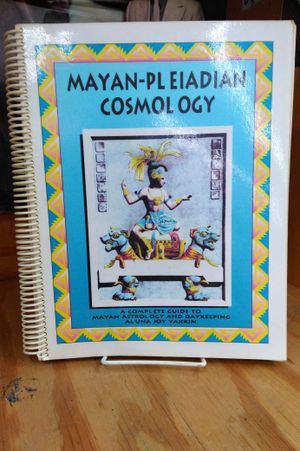 MAYAN-PLEIADIAN
COSMOLOGY
A COMPLETE GUIDE TO
MAYAN ASTROLOGY AND DAYKEEPING
ALUNA JOY YAXKIN